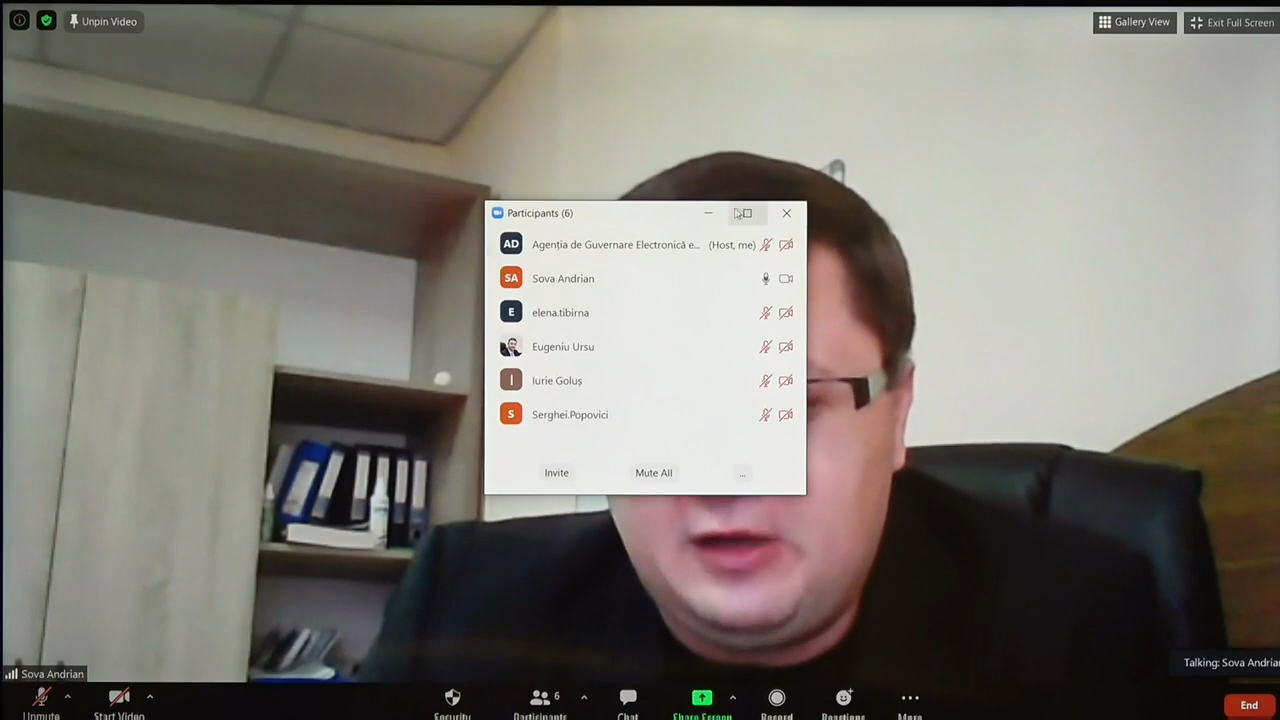 Unpin Video
Gallery View
Exit Full Screen
Participants (6)
AD Agenția de Guvernare Electronică e... (Host, me)
SA Sova Andrian
E elena.tibirna
Eugeniu Ursu
I Iurie Goluș
S Serghei.Popovici
Invite
Mute All
...
Sova Andrian
Talking: Sova Andrian
Unmute
Start Video
Security
Participants
6
Chat
Share Screen
Record
Reactions
More
End